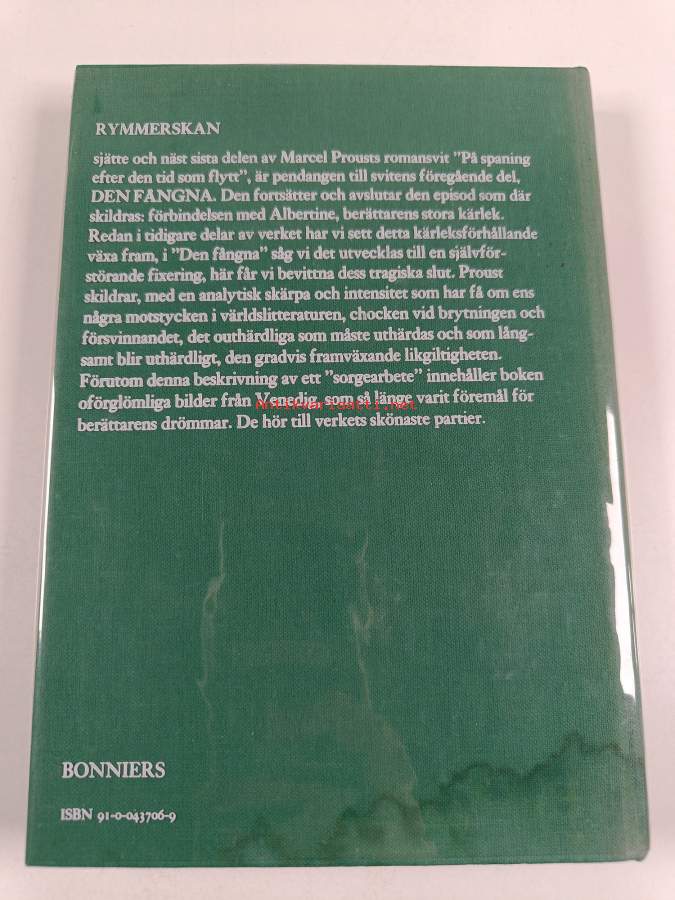 RYMMERSKAN
sjätte och näst sista delen av Marcel Prousts romansvit "På spaning
efter den tid som flytt", är pendangen till svitens föregående del,
DEN FÅNGNA. Den fortsätter och avslutar den episod som där
skildras: förbindelsen med Albertine, berättarens stora kärlek.
Redan i tidigare delar av verket har vi sett detta kärleksförhållande
växa fram, i "Den fångna" såg vi det utvecklas till en självför-
störande fixering, här får vi bevittna dess tragiska slut. Proust
skildrar, med en analytisk skärpa och intensitet som har få om ens
några motstycken i världslitteraturen, chocken vid brytningen och
försvinnandet, det outhärdliga som måste uthärdas och som lång-
samt blir uthärdligt, den gradvis framväxande likgiltigheten.
Förutom denna beskrivning av ett "sorgearbete" innehåller boken
oförglömliga bilder från Venedig, som så länge varit föremål för
Antikvariaatti.net
berättarens drömmar. De hör till verkets skönaste partier.
BONNIERS
ISBN 91-0-043706-9